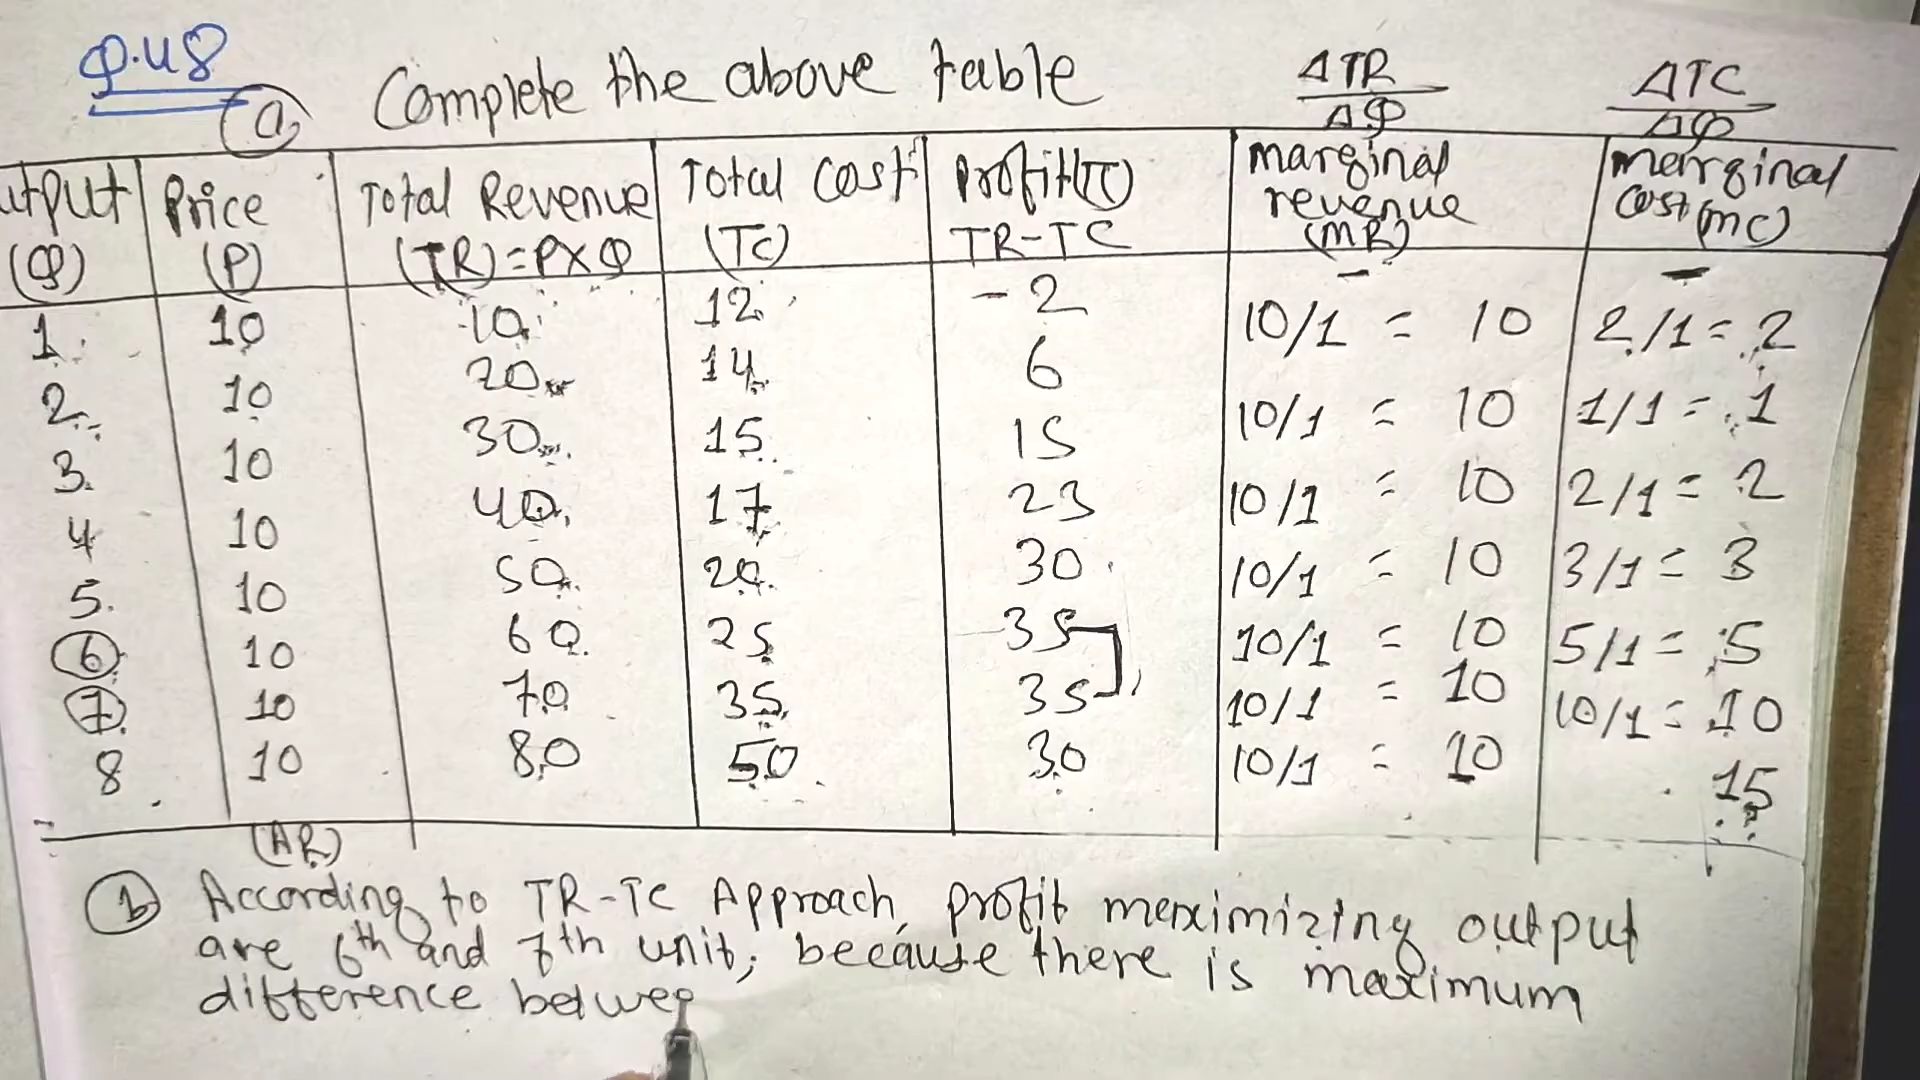 Q.48
a, Complete the above table
ΔTR/ΔQ ΔTC/ΔQ
utput (Q) | Price (P) | Total Revenue (TR)=P×Q | Total Cost (TC) | Profit(π) TR-TC | marginal revenue (MR) | marginal cost (mc)
1. 10 10 12 -2 - -
2. 10 20 14 6 10/1 = 10 2/1 = 2
3. 10 30 15 15 10/1 = 10 1/1 = 1
4 10 40 17 23 10/1 = 10 2/1 = 2
5. 10 50 20 30 10/1 = 10 3/1 = 3
6 10 60 25 35 10/1 = 10 5/1 = 5
7 10 70 35 35 10/1 = 10 10/1 = 10
8 10 80 50 30 10/1 = 10 15
(AR)
b According to TR-TC Approach, profit maximizing output
are 6th and 7th unit, because there is maximum
difference betwee